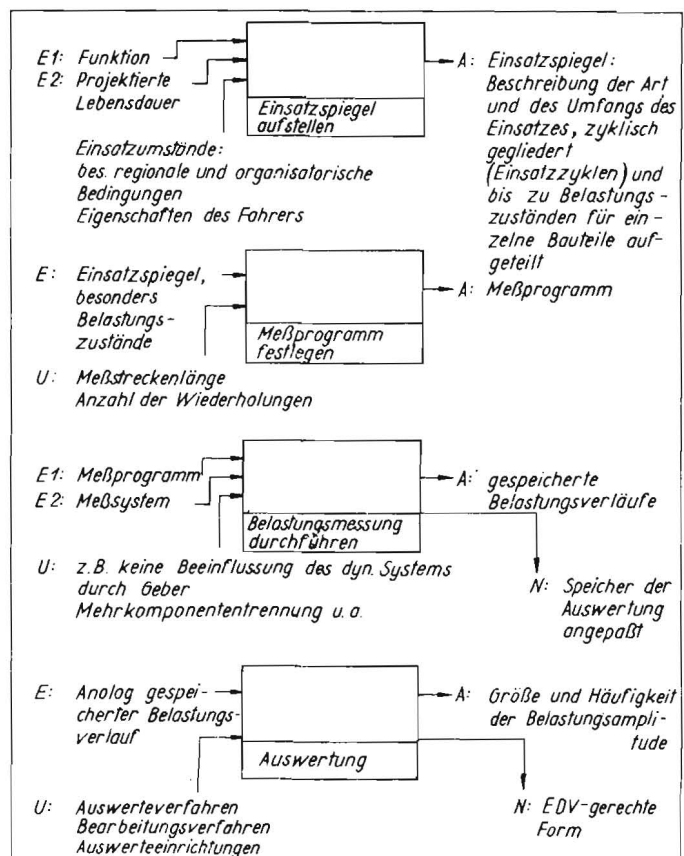 E1: Funktion
E2: Projektierte
Lebensdauer
Einsatzumstände:
bes. regionale und organisatorische
Bedingungen
Eigenschaften des Fahrers
Einsatzspiegel
aufstellen
A: Einsatzspiegel:
Beschreibung der Art
und des Umfangs des
Einsatzes, zyklisch
gegliedert
(Einsatzzyklen) und
bis zu Belastungs-
zuständen für ein-
zelne Bauteile auf-
geteilt
E: Einsatzspiegel,
besonders
Belastungs-
zustände
U: Meßstreckenlänge
Anzahl der Wiederholungen
Meßprogramm
festlegen
A: Meßprogramm
E1: Meßprogramm
E2: Meßsystem
U: z.B. keine Beeinflussung des dyn. Systems
durch Geber
Mehrkomponententrennung u.a.
Belastungsmessung
durchführen
A: gespeicherte
Belastungsverläufe
N: Speicher der
Auswertung
angepaßt
E: Analog gespei-
cherter Belastungs-
verlauf
U: Auswerteverfahren
Bearbeitungsverfahren
Auswerteeinrichtungen
Auswertung
A: Größe und Häufigkeit
der Belastungsampli-
tude
N: EDV-gerechte
Form